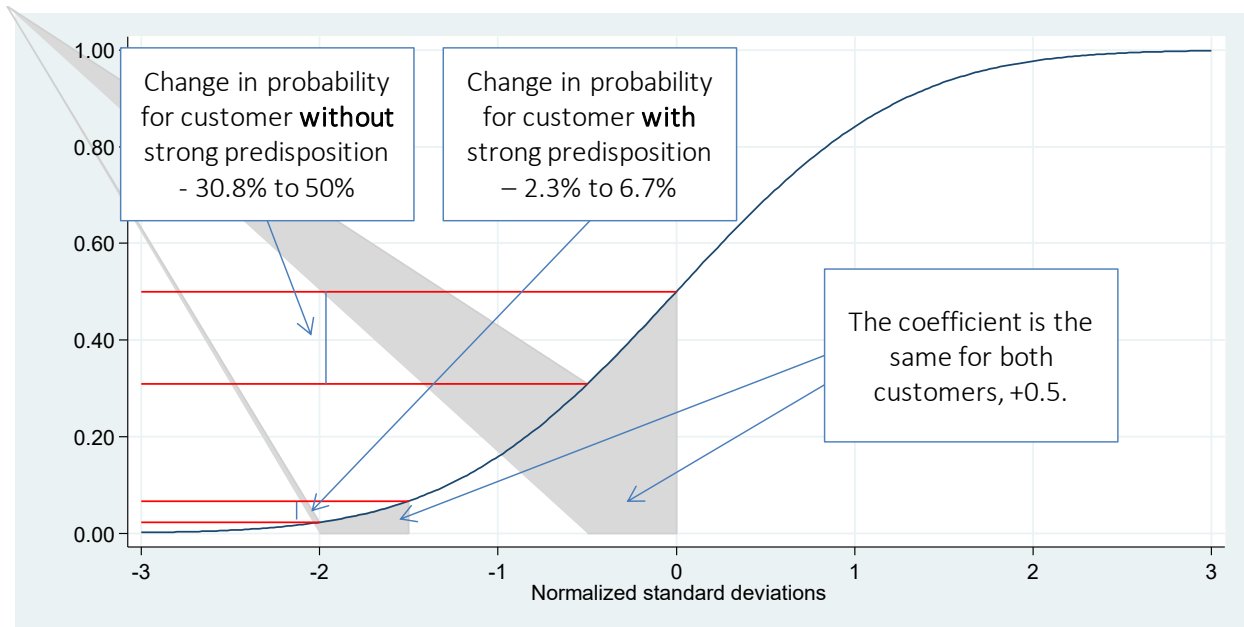 1.00
0.80
0.60
0.40
0.20
0.00
Change in probability
for customer without
strong predisposition
- 30.8% to 50%
Change in probability
for customer with
strong predisposition
– 2.3% to 6.7%
The coefficient is the
same for both
customers, +0.5.
-3 -2 -1 0 1 2 3
Normalized standard deviations